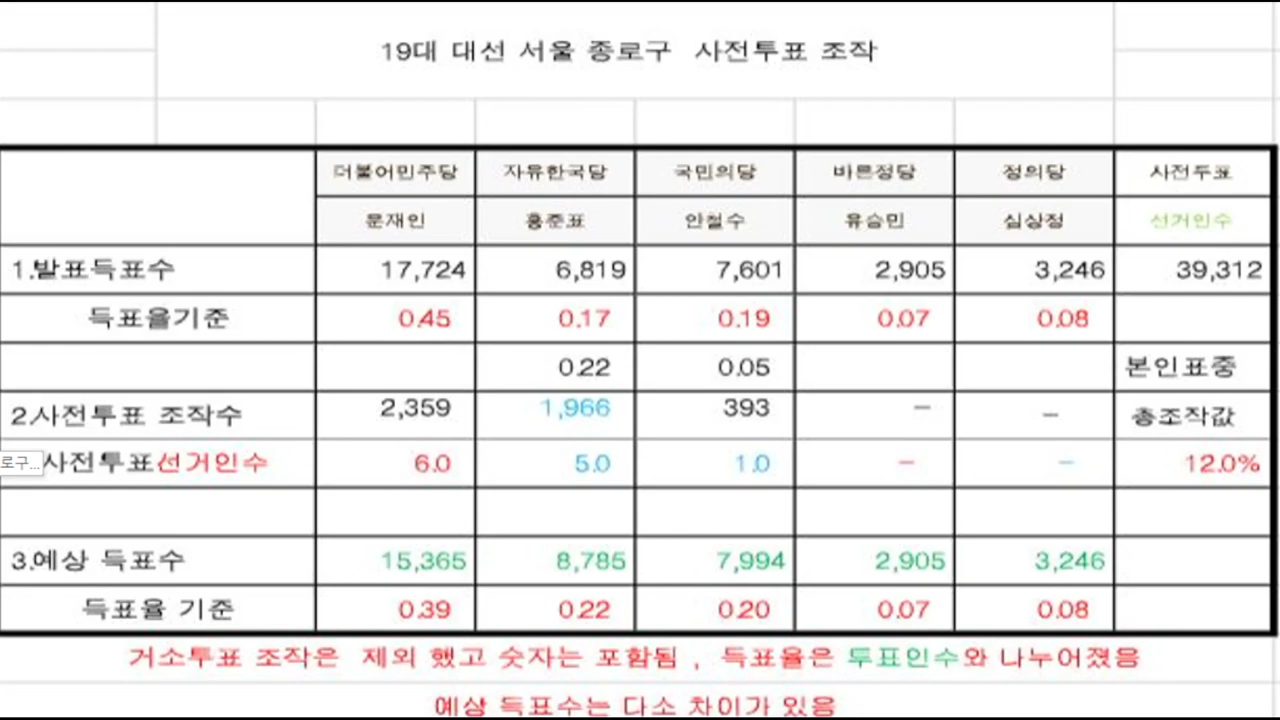 19대 대선 서울 종로구 사전투표 조작
더불어민주당 자유한국당 국민의당 바른정당 정의당 사전투표
문재인 홍준표 안철수 유승민 심상정 선거인수
1.발표득표수 17,724 6,819 7,601 2,905 3,246 39,312
득표율기준 0.45 0.17 0.19 0.07 0.08
0.22 0.05 본인표중
2.사전투표 조작수 2,359 1,966 393 – – 총조작값
로구... 사전투표선거인수 6.0 5.0 1.0 – – 12.0%
3.예상 득표수 15,365 8,785 7,994 2,905 3,246
득표율 기준 0.39 0.22 0.20 0.07 0.08
거소투표 조작은 제외 했고 숫자는 포함됨 , 득표율은 투표인수와 나누어졌음
예상 득표수는 다소 차이가 있음